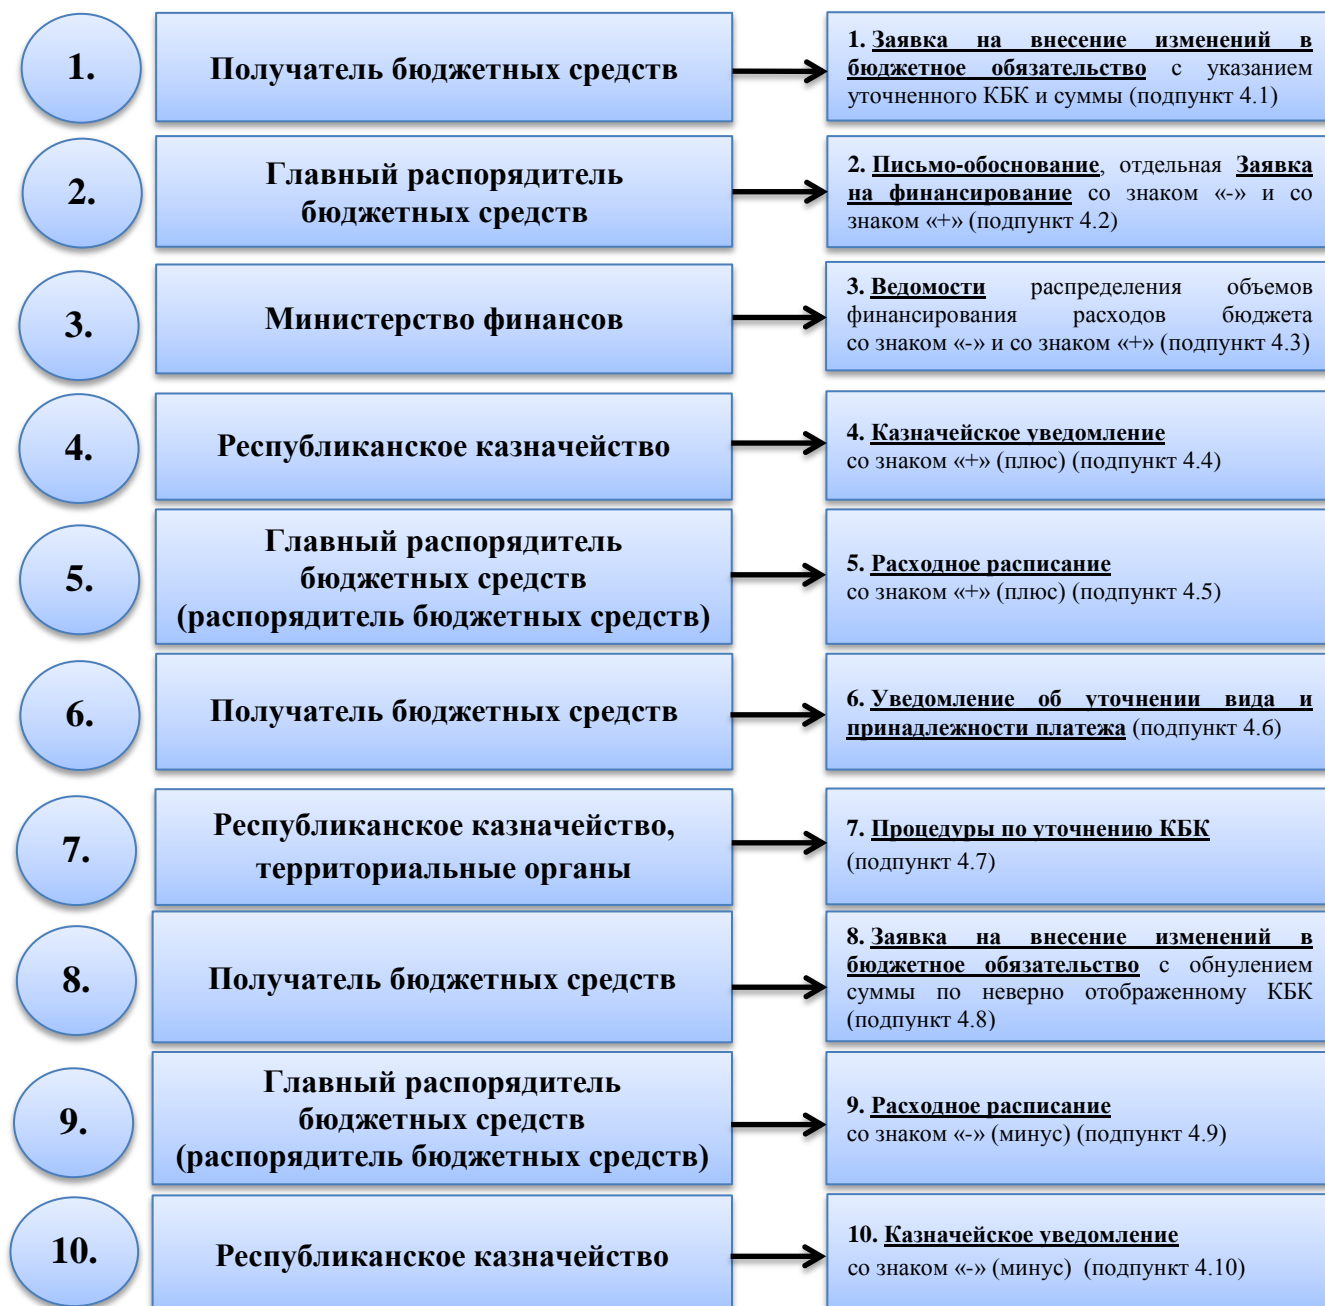 1.
Получатель бюджетных средств
1. Заявка на внесение изменений в
бюджетное обязательство с указанием
уточненного КБК и суммы (подпункт 4.1)
2.
Главный распорядитель
бюджетных средств
2. Письмо-обоснование, отдельная Заявка
на финансирование со знаком «-» и со
знаком «+» (подпункт 4.2)
3.
Министерство финансов
3. Ведомости распределения объемов
финансирования расходов бюджета
со знаком «-» и со знаком «+» (подпункт 4.3)
4.
Республиканское казначейство
4. Казначейское уведомление
со знаком «+» (плюс) (подпункт 4.4)
5.
Главный распорядитель
бюджетных средств
(распорядитель бюджетных средств)
5. Расходное расписание
со знаком «+» (плюс) (подпункт 4.5)
6.
Получатель бюджетных средств
6. Уведомление об уточнении вида и
принадлежности платежа (подпункт 4.6)
7.
Республиканское казначейство,
территориальные органы
7. Процедуры по уточнению КБК
(подпункт 4.7)
8.
Получатель бюджетных средств
8. Заявка на внесение изменений в
бюджетное обязательство с обнулением
суммы по неверно отображенному КБК
(подпункт 4.8)
9.
Главный распорядитель
бюджетных средств
(распорядитель бюджетных средств)
9. Расходное расписание
со знаком «-» (минус) (подпункт 4.9)
10.
Республиканское казначейство
10. Казначейское уведомление
со знаком «-» (минус) (подпункт 4.10)